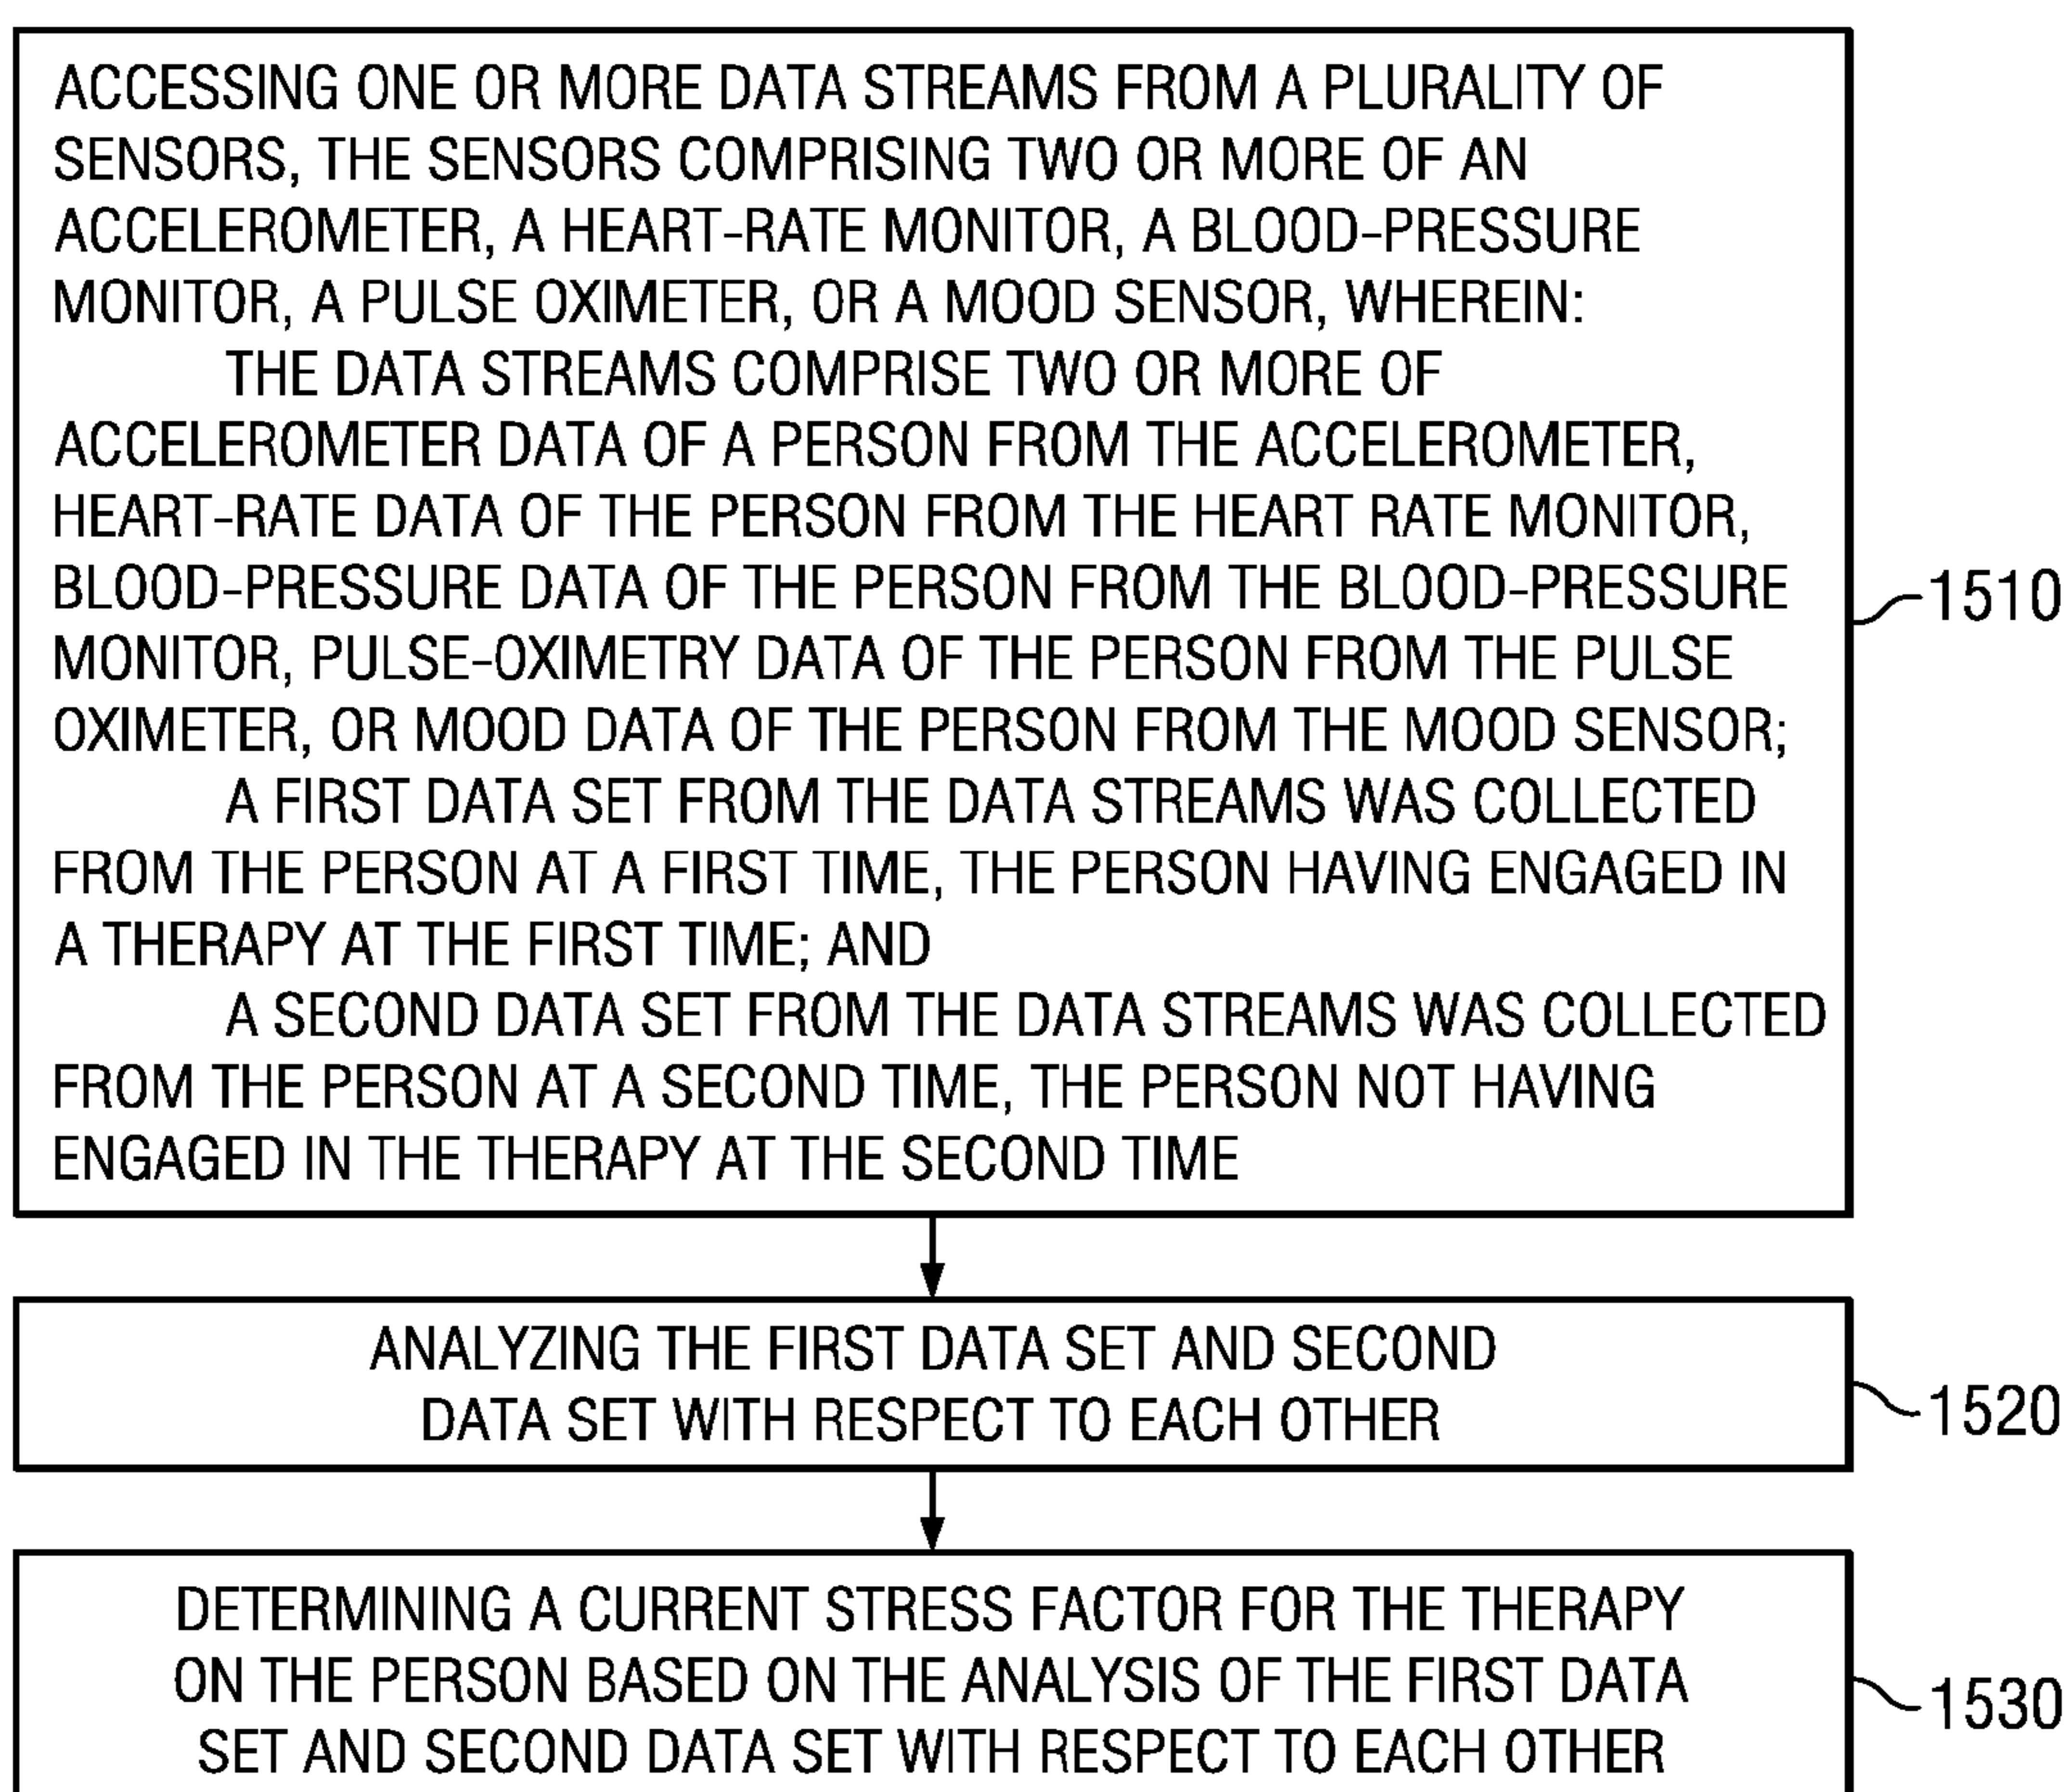 ACCESSING ONE OR MORE DATA STREAMS FROM A PLURALITY OF
SENSORS, THE SENSORS COMPRISING TWO OR MORE OF AN
ACCELEROMETER, A HEART-RATE MONITOR, A BLOOD-PRESSURE
MONITOR, A PULSE OXIMETER, OR A MOOD SENSOR, WHEREIN:
THE DATA STREAMS COMPRISE TWO OR MORE OF
ACCELEROMETER DATA OF A PERSON FROM THE ACCELEROMETER,
HEART-RATE DATA OF THE PERSON FROM THE HEART RATE MONITOR,
BLOOD-PRESSURE DATA OF THE PERSON FROM THE BLOOD-PRESSURE
MONITOR, PULSE-OXIMETRY DATA OF THE PERSON FROM THE PULSE
OXIMETER, OR MOOD DATA OF THE PERSON FROM THE MOOD SENSOR;
A FIRST DATA SET FROM THE DATA STREAMS WAS COLLECTED
FROM THE PERSON AT A FIRST TIME, THE PERSON HAVING ENGAGED IN
A THERAPY AT THE FIRST TIME; AND
A SECOND DATA SET FROM THE DATA STREAMS WAS COLLECTED
FROM THE PERSON AT A SECOND TIME, THE PERSON NOT HAVING
ENGAGED IN THE THERAPY AT THE SECOND TIME
1510
ANALYZING THE FIRST DATA SET AND SECOND
DATA SET WITH RESPECT TO EACH OTHER
1520
DETERMINING A CURRENT STRESS FACTOR FOR THE THERAPY
ON THE PERSON BASED ON THE ANALYSIS OF THE FIRST DATA
SET AND SECOND DATA SET WITH RESPECT TO EACH OTHER
1530